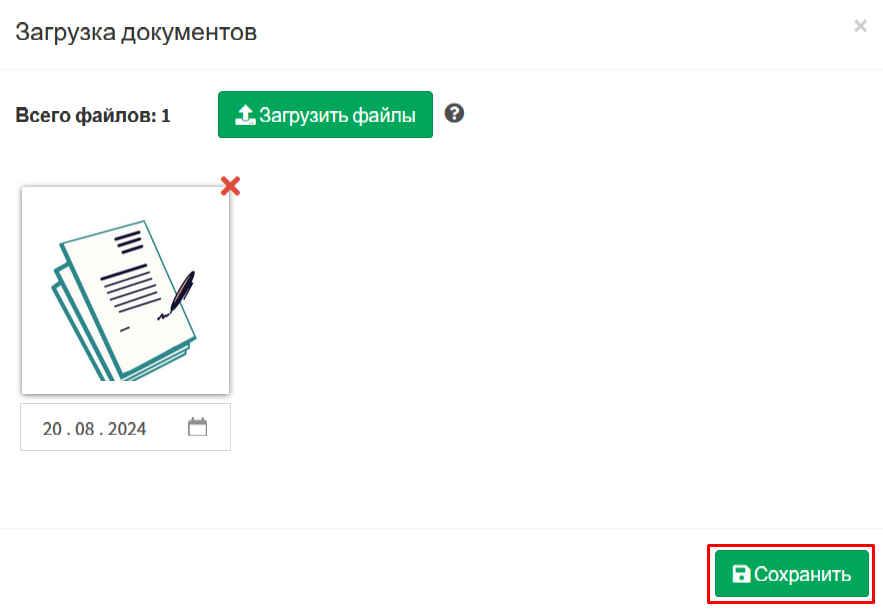 Загрузка документов
Всего файлов: 1
Загрузить файлы
20 . 08 . 2024
Сохранить